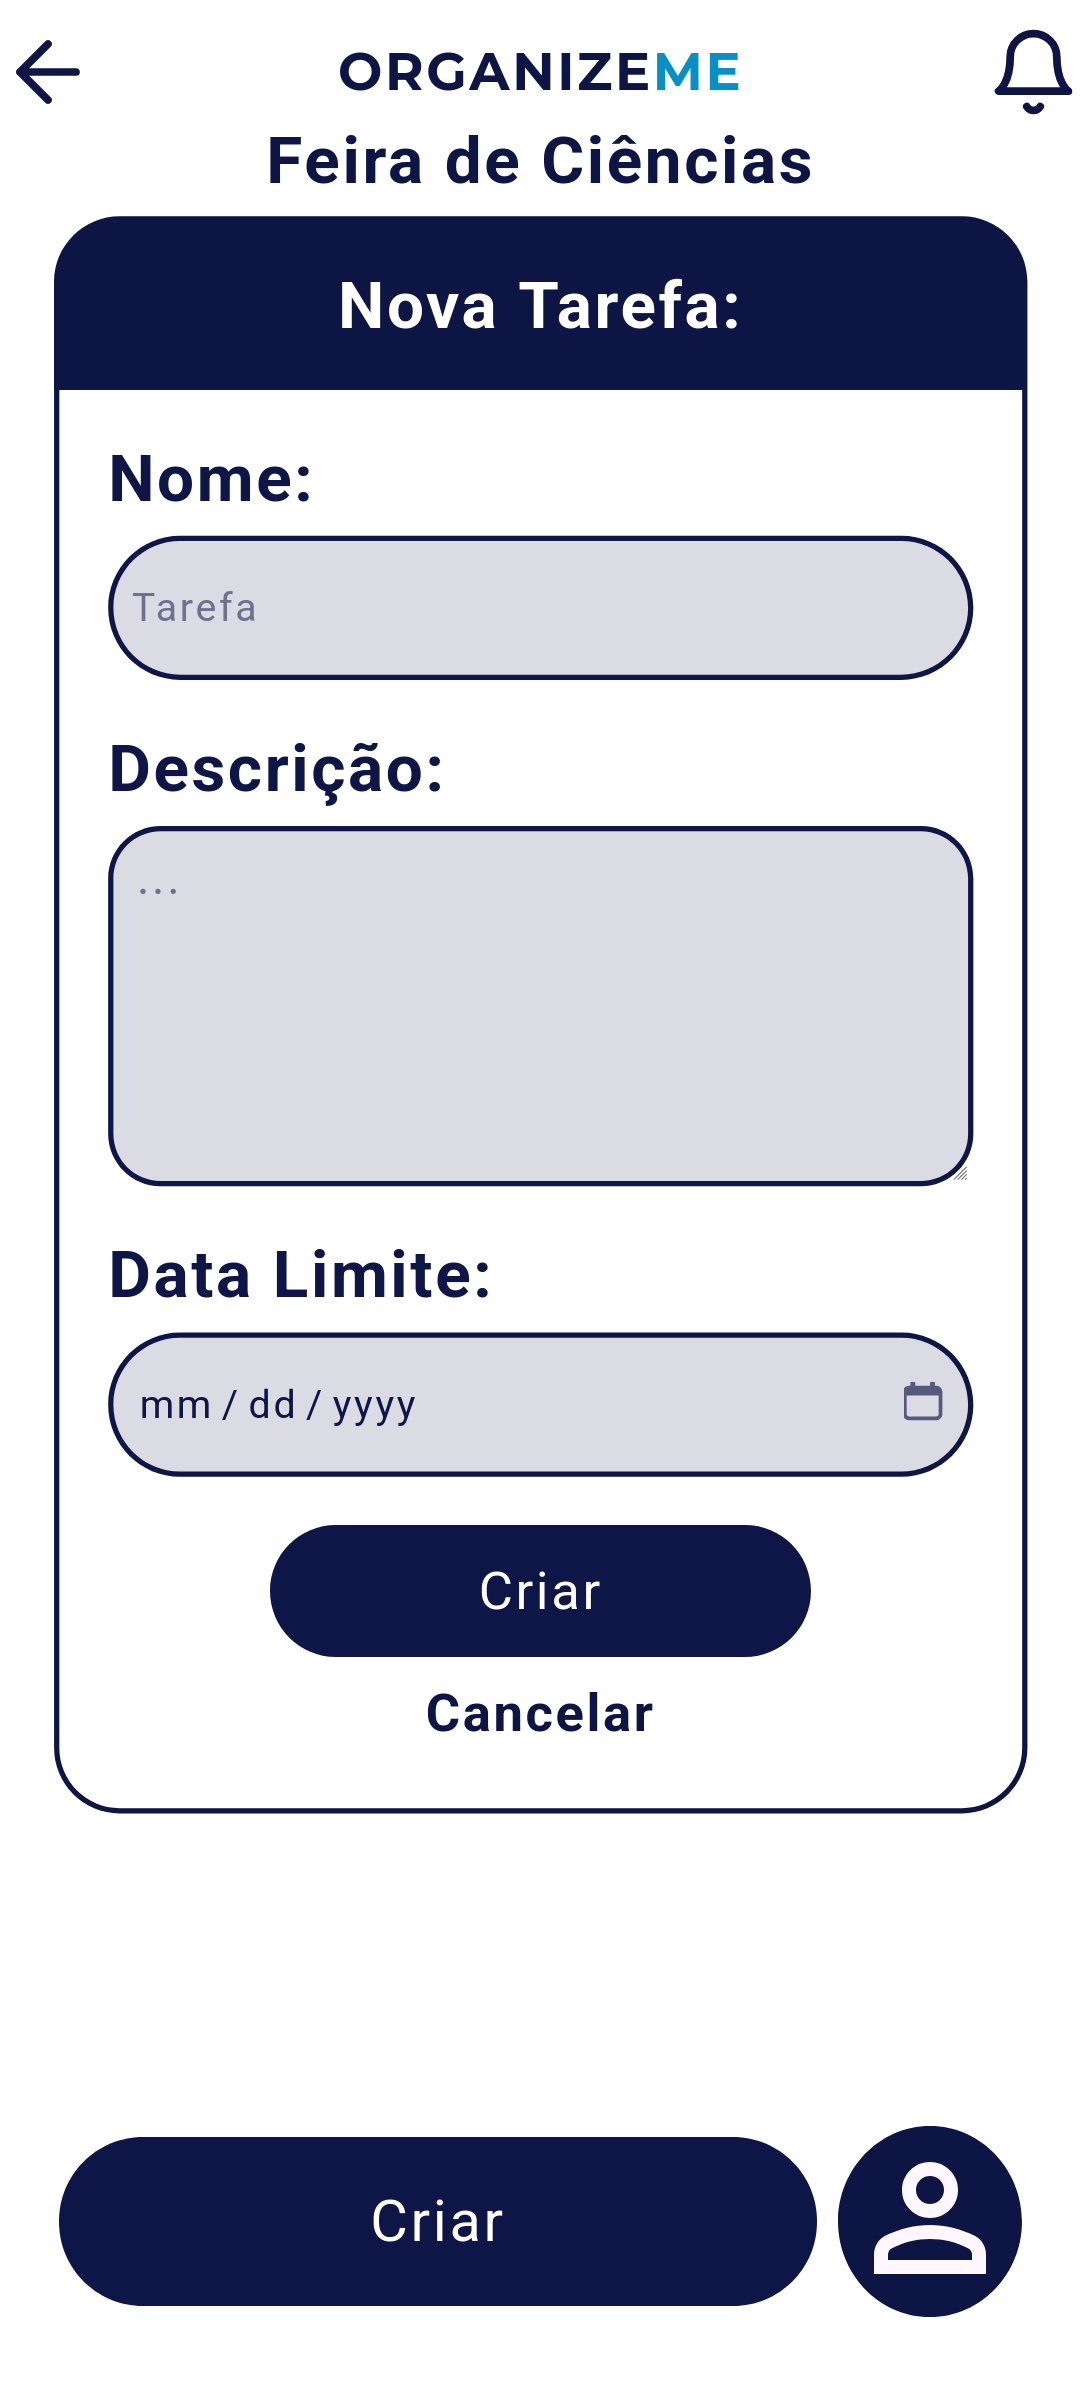 ORGANIZEME
Feira de Ciências
Nova Tarefa:
Nome:
Tarefa
Descrição:
...
Data Limite:
mm / dd / yyyy
Criar
Cancelar
Criar